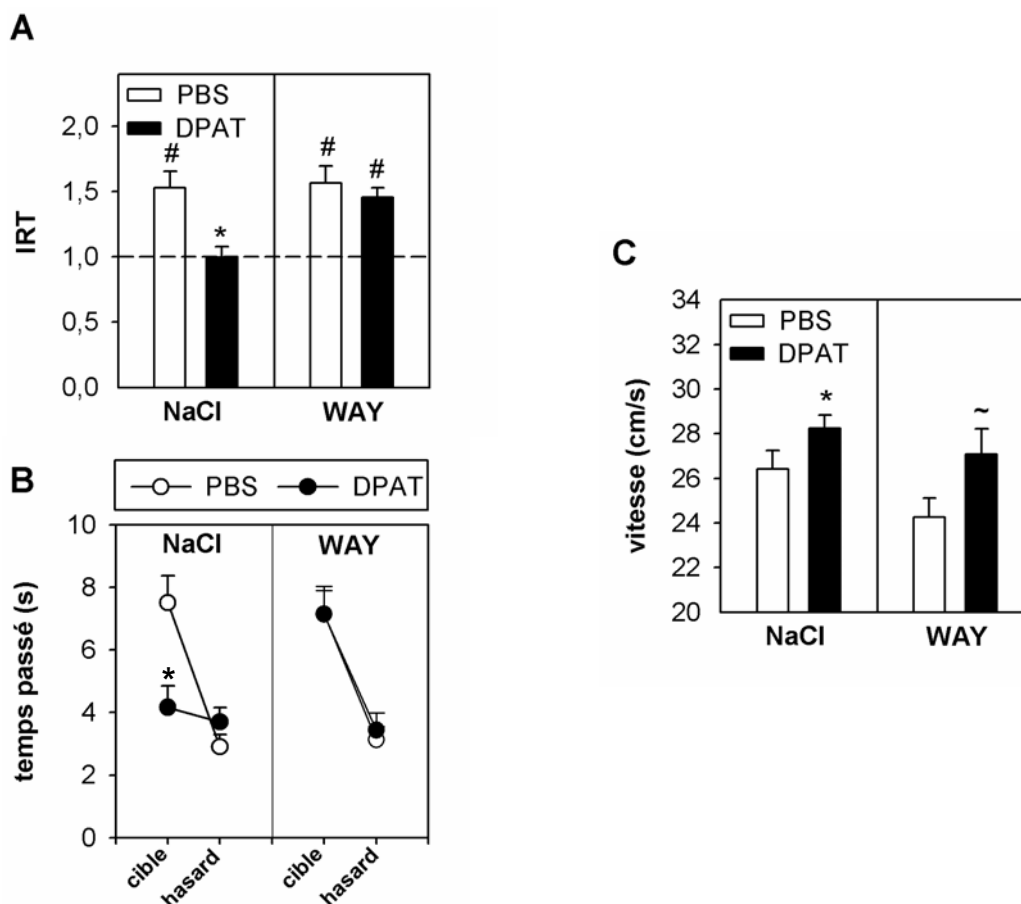 A
PBS
DPAT
2,0
1,5
1,0
0,5
0,0
IRT
#
*
#
#
NaCl
WAY
B
PBS
DPAT
NaCl
WAY
10
8
6
4
2
0
temps passé (s)
*
cible
hasard
cible
hasard
C
PBS
DPAT
34
32
30
28
26
24
22
20
vitesse (cm/s)
*
~
NaCl
WAY